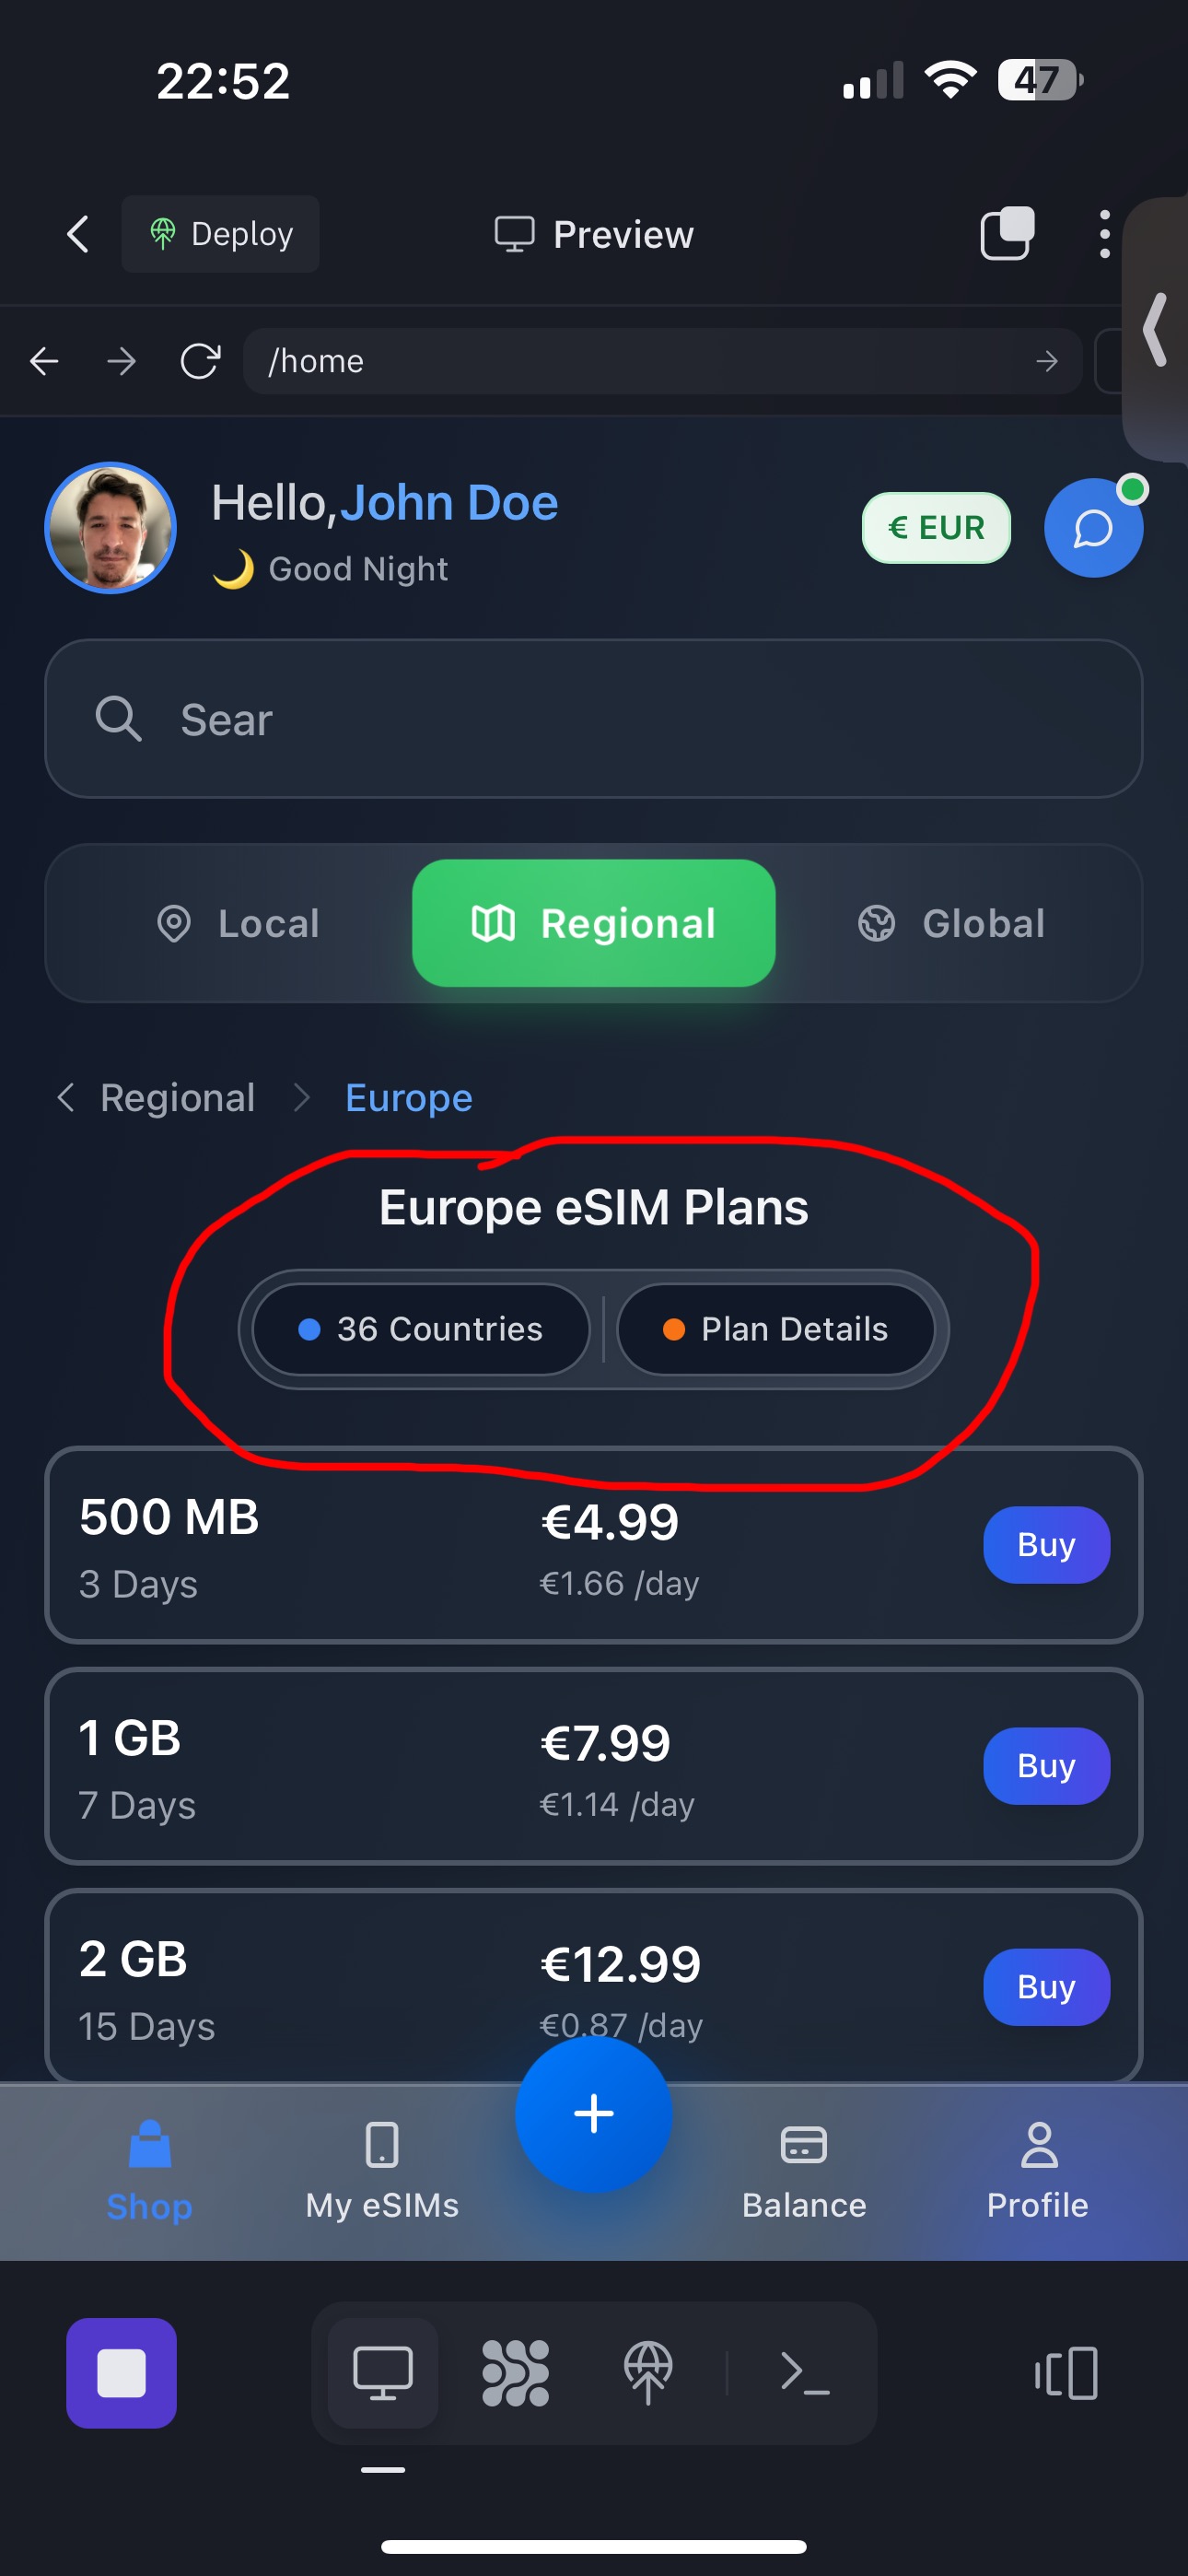 22:52
47
Deploy
Preview
/home
Hello,John Doe
€ EUR
🌙 Good Night
Sear
Local
Regional
Global
Regional
Europe
Europe eSIM Plans
36 Countries
Plan Details
500 MB
€4.99
Buy
3 Days
€1.66 /day
1 GB
€7.99
Buy
7 Days
€1.14 /day
2 GB
€12.99
Buy
15 Days
€0.87 /day
Shop
My eSIMs
Balance
Profile